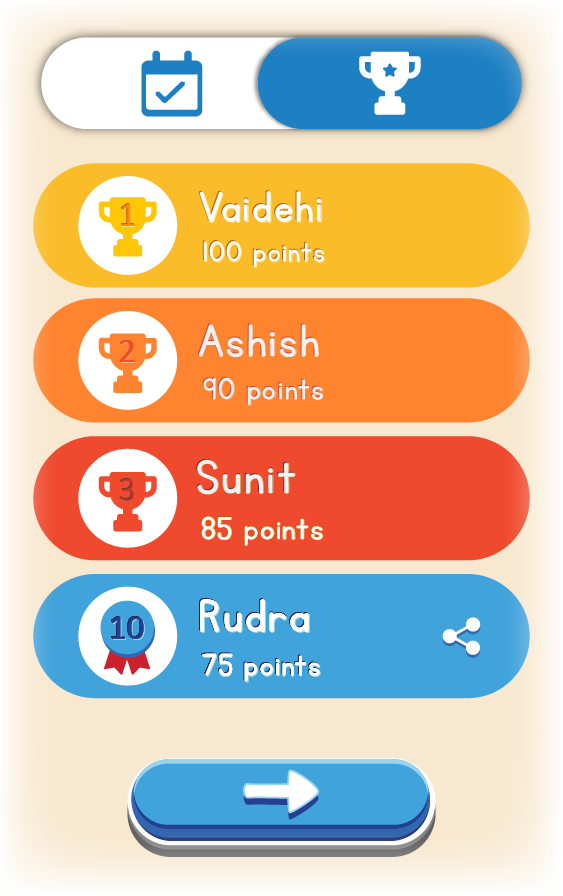 1
Vaidehi
100 points
2
Ashish
90 points
3
Sunit
85 points
10
Rudra
75 points